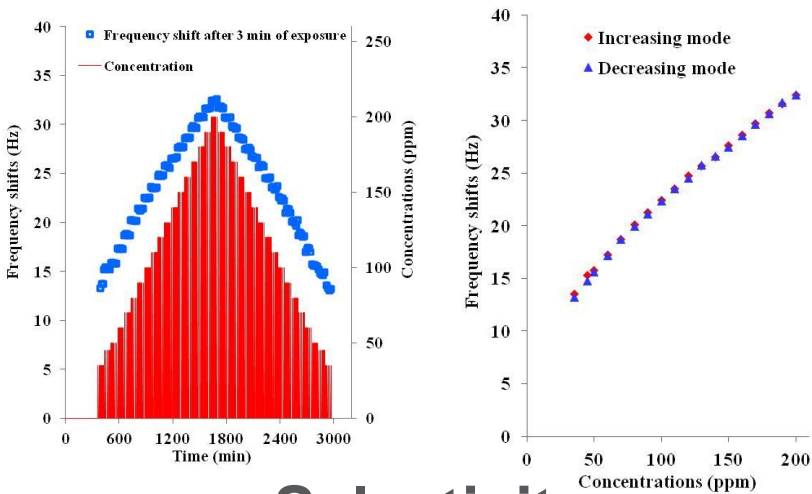 Frequency shift after 3 min of exposure
Concentration
Frequency shifts (Hz)
40
35
30
25
20
15
10
5
0
250
200
150
100
50
0
Concentrations (ppm)
0 600 1200 1800 2400 3000
Time (min)
Increasing mode
Decreasing mode
Frequency shifts (Hz)
40
35
30
25
20
15
10
5
0
0 50 100 150 200
Concentrations (ppm)